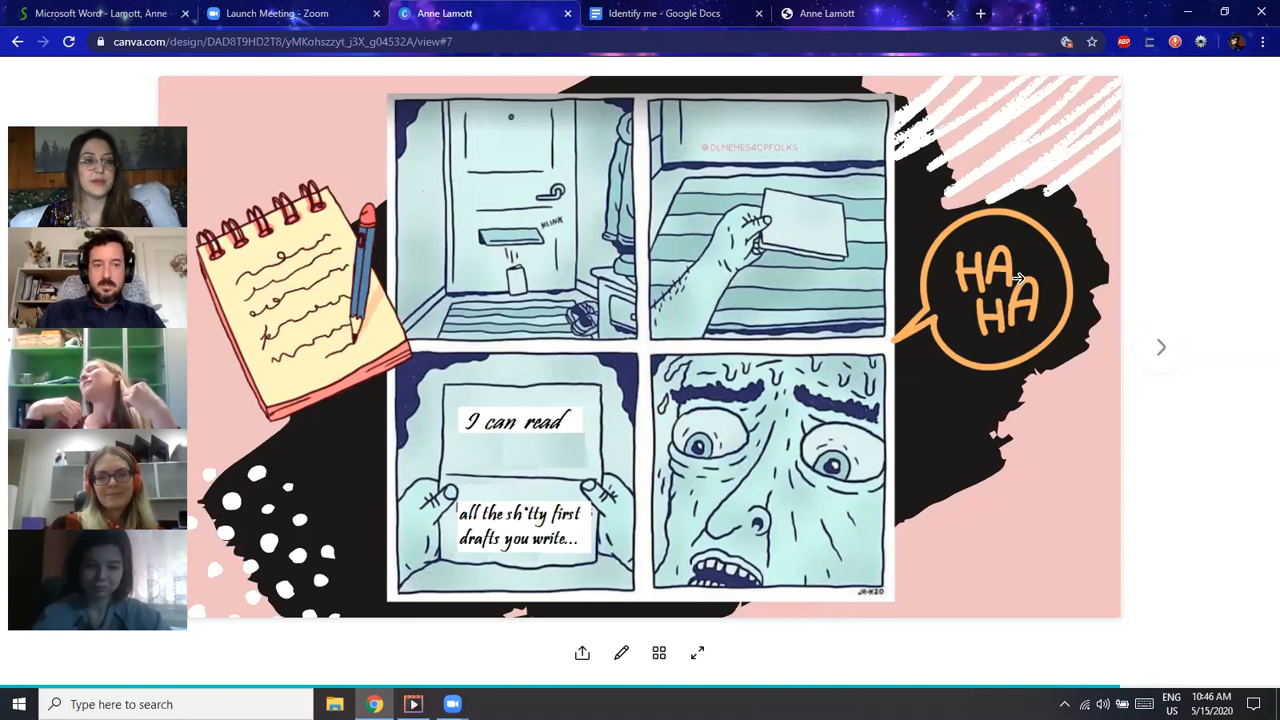 Microsoft Word - Lamott, Anne -
Launch Meeting - Zoom
Anne Lamott
Identify me - Google Docs
Anne Lamott
canva.com/design/DAD8T9HD2T8/yMKohszzyt_j3X_g04532A/view#7
ABP
KLINK
@DLMEMES4CPFOLKS
HA
HA
I can read
all the sh*tty first
drafts you write...
Type here to search
ENG
US
10:46 AM
5/15/2020